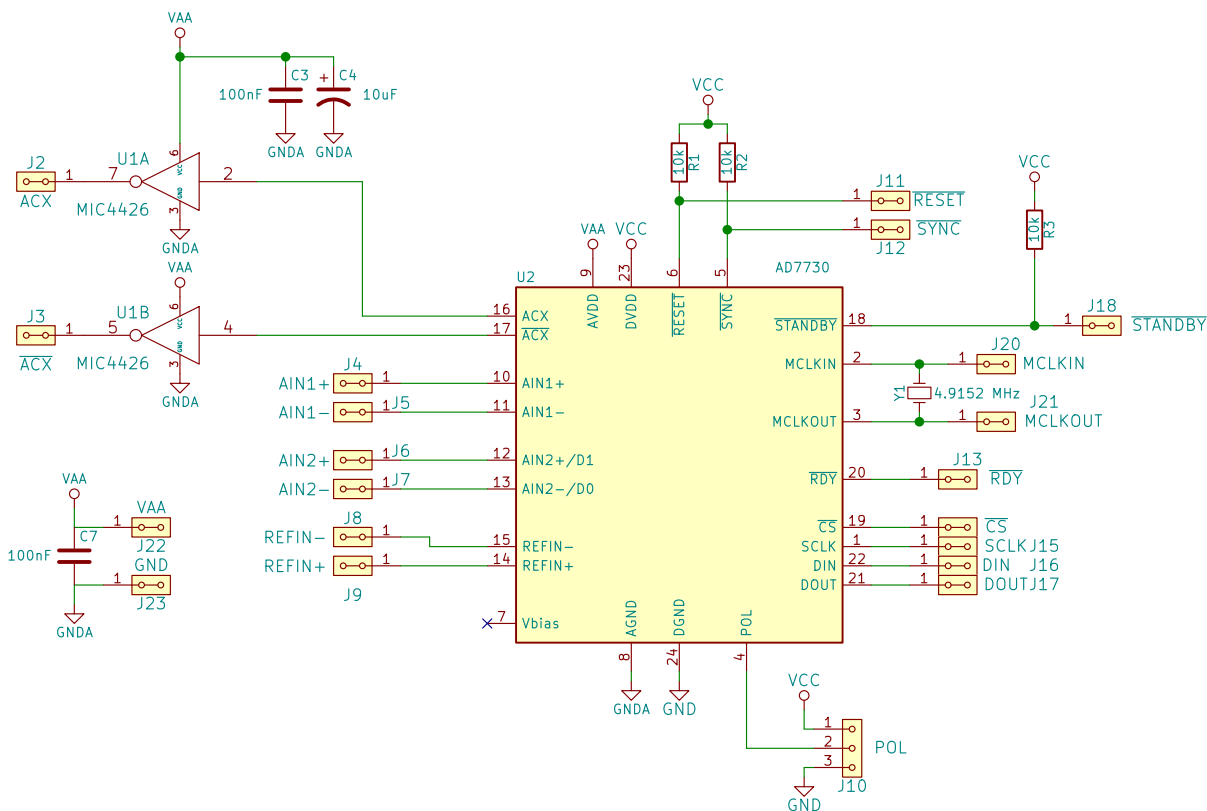 VAA
C3
100nF
C4
10uF
GNDA
GNDA
J2
1
ACX
7
U1A
MIC4426
6
VCC
GND
3
2
GNDA
VAA
J3
1
ACX
5
U1B
MIC4426
6
VCC
GND
3
4
GNDA
VCC
10k
R1
10k
R2
J11
1
RESET
1
SYNC
J12
VCC
10k
R3
J18
1
STANDBY
VAA
VCC
U2
AD7730
9
23
6
5
AVDD
DVDD
RESET
SYNC
16
ACX
17
ACX
STANDBY
18
J4
AIN1+
1
10
AIN1+
AIN1-
1
J5
11
AIN1-
MCLKIN
2
J20
1
MCLKIN
Y1
4.9152 MHz
MCLKOUT
3
J21
1
MCLKOUT
AIN2+
1
J6
12
AIN2+/D1
AIN2-
1
J7
13
AIN2-/D0
RDY
20
J13
1
RDY
J8
REFIN-
1
15
REFIN-
REFIN+
1
14
REFIN+
J9
CS
19
1
CS
SCLK
1
1
SCLK
J15
DIN
22
1
DIN
J16
DOUT
21
1
DOUT
J17
7
Vbias
AGND
DGND
POL
8
24
4
GNDA
GND
VAA
C7
100nF
1
VAA
J22
GND
1
J23
GNDA
VCC
1
2
3
POL
J10
GND